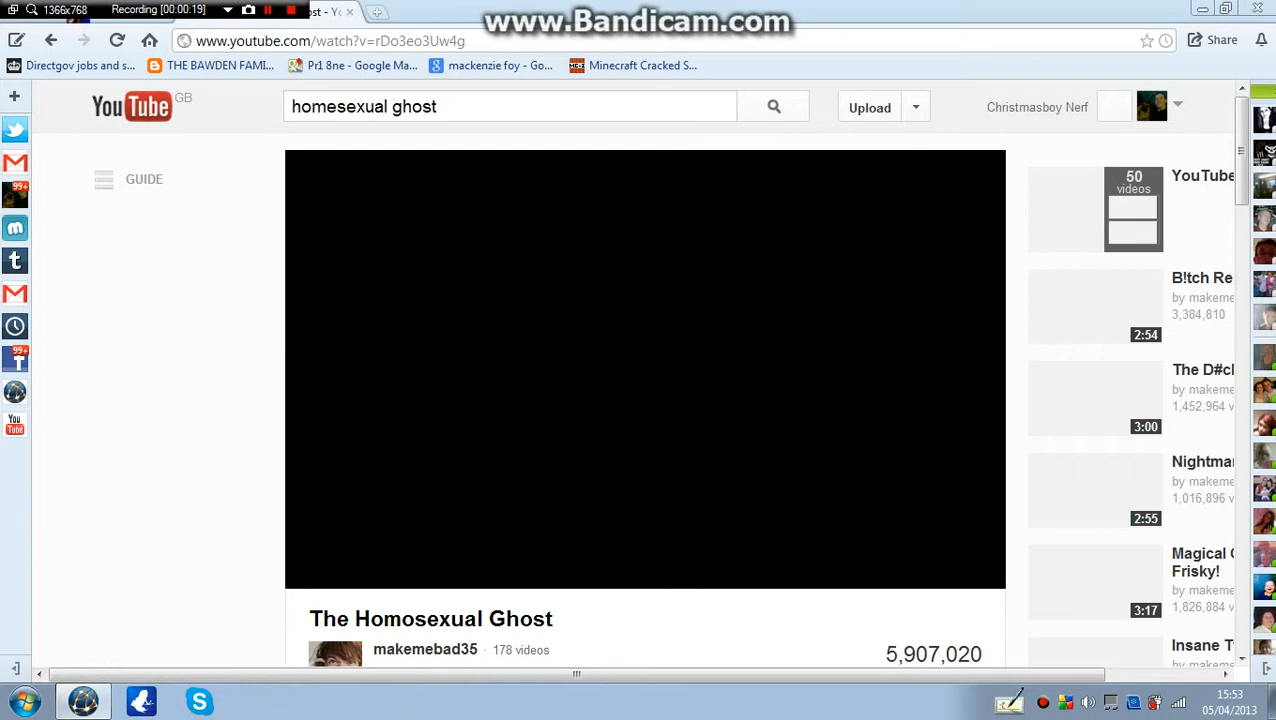 1366x768 Recording [00:00:19]
www.Bandicam.com
www.youtube.com/watch?v=rDo3eo3Uw4g
Share
Directgov jobs and s... THE BAWDEN FAMI... Pr1 8ne - Google Ma... mackenzie foy - Go... Minecraft Cracked S...
YouTube GB
homesexual ghost
Upload
Christmasboy Nerf
GUIDE
50
videos
YouTube
99+
B!tch Re
by makeme
3,384,810
2:54
The D#ck
by makeme
1,452,964 v
3:00
99+
You
Tube
Nightmar
by makeme
1,016,896 v
2:55
Magical
Frisky!
by makeme
1,826,884 v
3:17
The Homosexual Ghost
makemebad35 · 178 videos
5,907,020
Insane T
15:53
05/04/2013